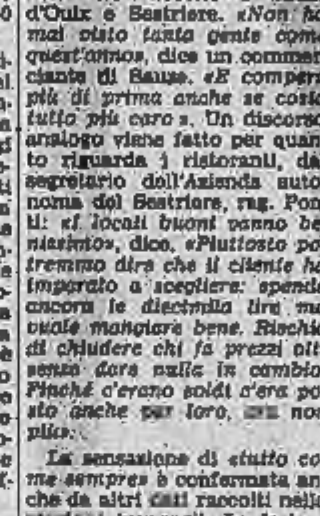 d'Oulx e Sestriere. «Non ho
mai visto tanta gente come
quest'anno», dice un commer
ciante di Sauze. «E compera
più di prima anche se costa
tutto più caro». Un discorso
analogo viene fatto per quan
to riguarda i ristoranti, dal
segretario dell'Azienda auto
noma del Sestriere, rag. Pon
ti: «I locali buoni vanno be
nissimo», dice, «Piuttosto po
tremmo dire che il cliente ha
imparato a scegliere: spende
ancora le diecimila lire ma
vuole mangiare bene. Rischia
di chiudere chi fa prezzi alti
senza dare nulla in cambio.
Finché c'erano soldi c'era po
sto anche per loro, ora non
più».
La sensazione di «tutto co
me sempre» è confermata an
che da altri dati raccolti nelle